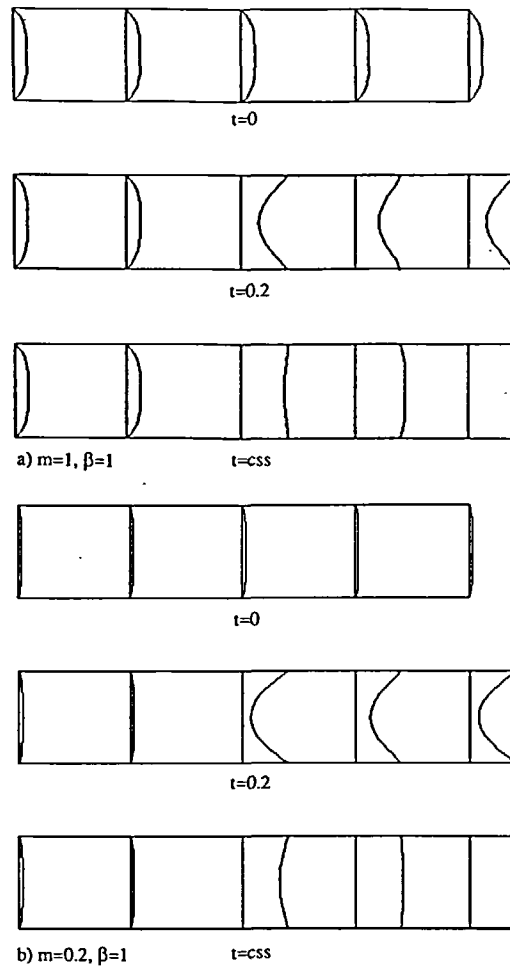 t=0
t=0.2
a) m=1, β=1 t=css
t=0
t=0.2
b) m=0.2, β=1 t=css